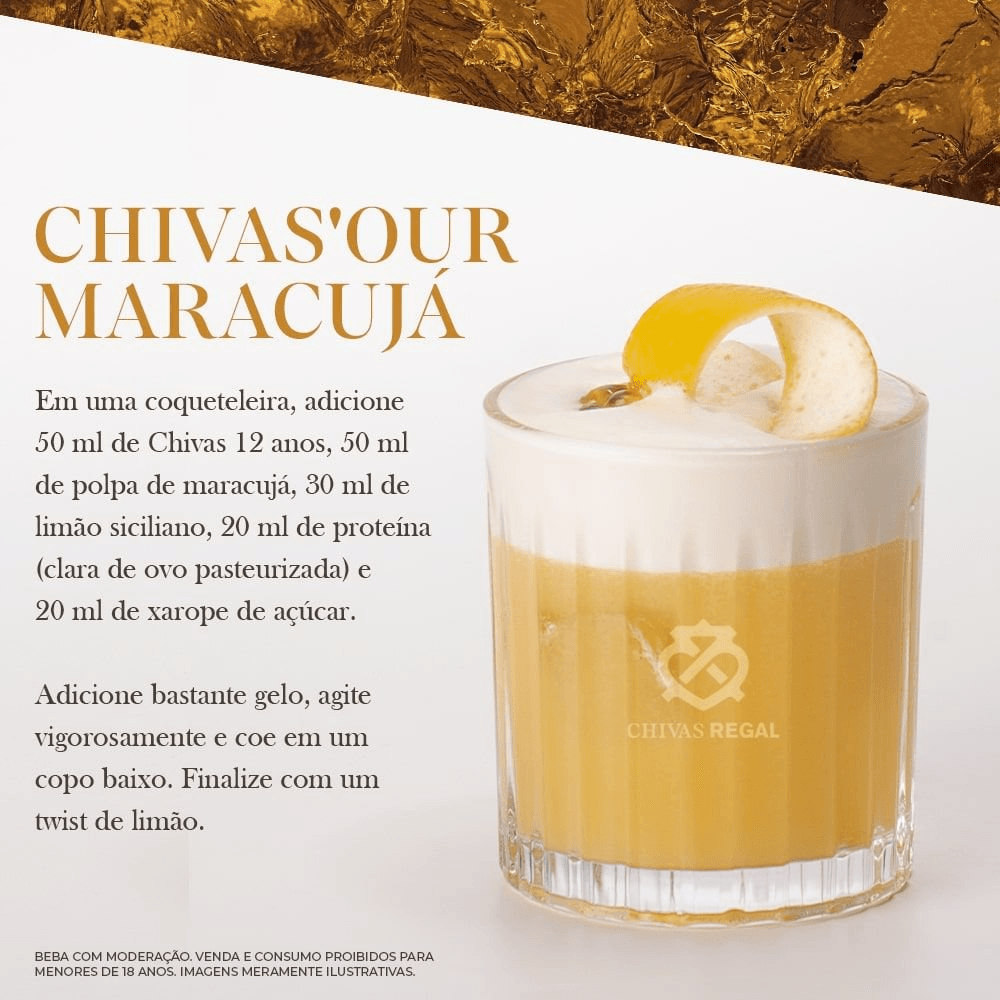 CHIVAS'OUR
MARACUJÁ
Em uma coqueteleira, adicione
50 ml de Chivas 12 anos, 50 ml
de polpa de maracujá, 30 ml de
limão siciliano, 20 ml de proteína
(clara de ovo pasteurizada) e
20 ml de xarope de açúcar.
Adicione bastante gelo, agite
vigorosamente e coe em um
copo baixo. Finalize com um
twist de limão.
CHIVAS REGAL
BEBA COM MODERAÇÃO. VENDA E CONSUMO PROIBIDOS PARA
MENORES DE 18 ANOS. IMAGENS MERAMENTE ILUSTRATIVAS.